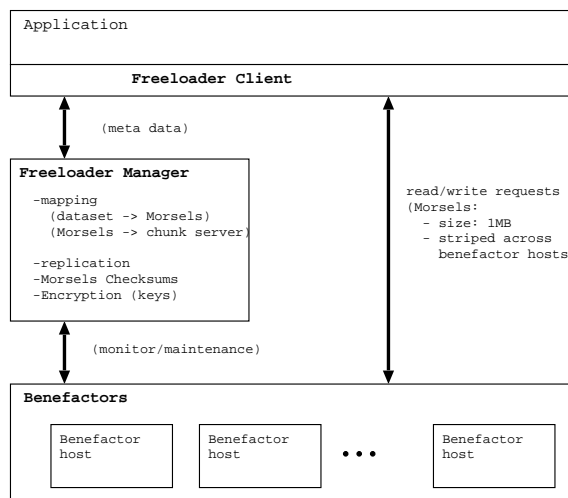 Application
Freeloader Client
(meta data)
Freeloader Manager
-mapping
(dataset -> Morsels)
(Morsels -> chunk server)
-replication
-Morsels Checksums
-Encryption (keys)
read/write requests
(Morsels:
- size: 1MB
- striped across
benefactor hosts)
(monitor/maintenance)
Benefactors
Benefactor
host
Benefactor
host
Benefactor
host